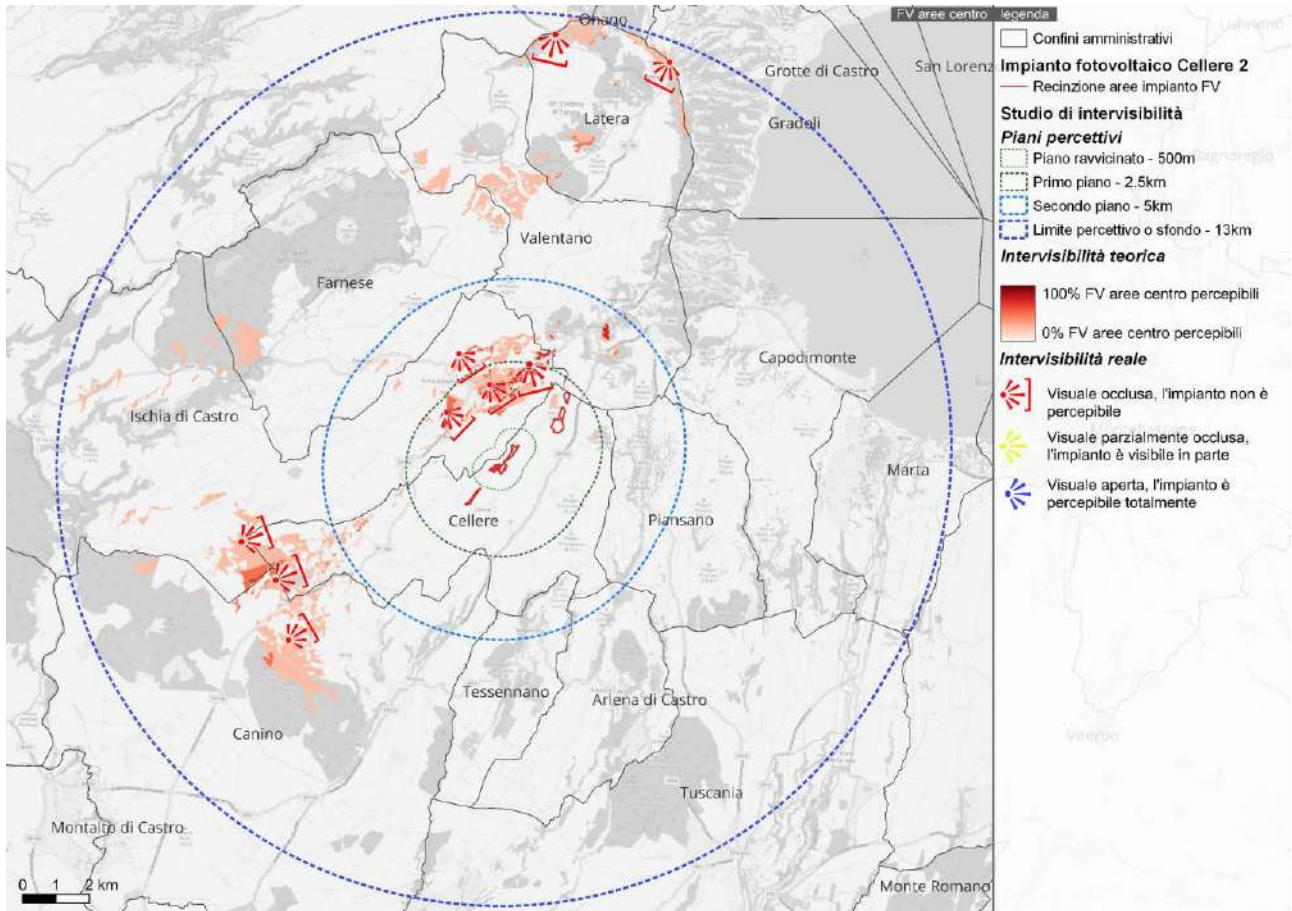 FV aree centro legenda
Confini amministrativi
Impianto fotovoltaico Cellere 2
Recinzione aree impianto FV
Studio di intervisibilità
Piani percettivi
Piano ravvicinato - 500m
Primo piano - 2.5km
Secondo piano - 5km
Limite percettivo o sfondo - 13km
Intervisibilità teorica
100% FV aree centro percepibili
0% FV aree centro percepibili
Intervisibilità reale
Visuale occlusa, l'impianto non è
percepibile
Visuale parzialmente occlusa,
l'impianto è visibile in parte
Visuale aperta, l'impianto è
percepibile totalmente
Onano
Grotte di Castro
San Lorenz
Latera
Gradoli
Valentano
Farnese
Capodimonte
Ischia di Castro
Marta
Cellere
Piansano
Tessennano
Arlena di Castro
Canino
Tuscania
Montalto di Castro
Monte Romano
Lubriano
Bagnoregio
Montefiascone
Viterbo
0 1 2 km